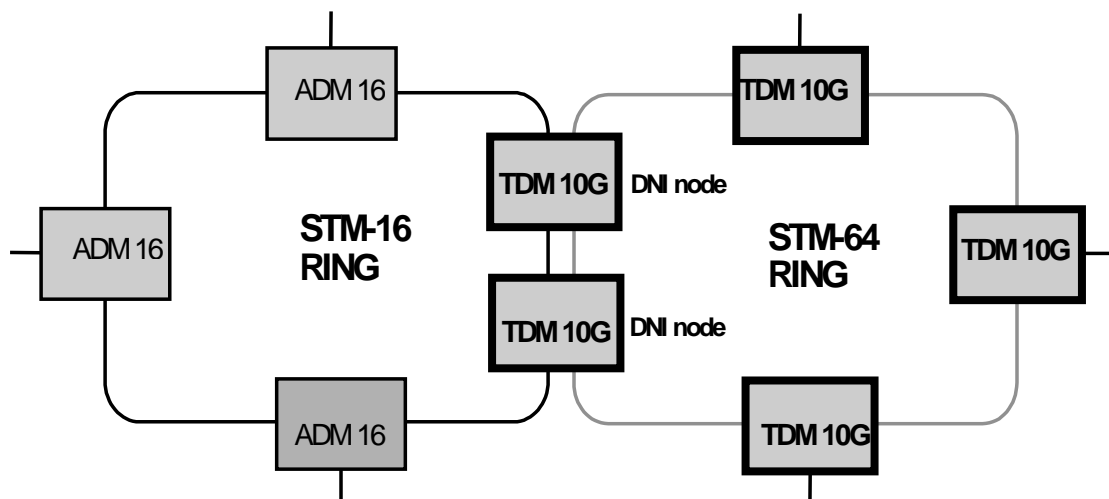 ADM 16
TDM 10G
TDM 10G
DNI node
ADM 16
STM-16
RING
STM-64
RING
TDM 10G
TDM 10G
DNI node
ADM 16
TDM 10G